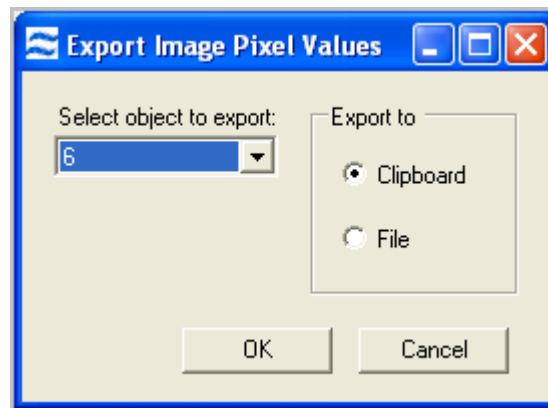 Export Image Pixel Values
Select object to export:
6
Export to
Clipboard
File
OK
Cancel